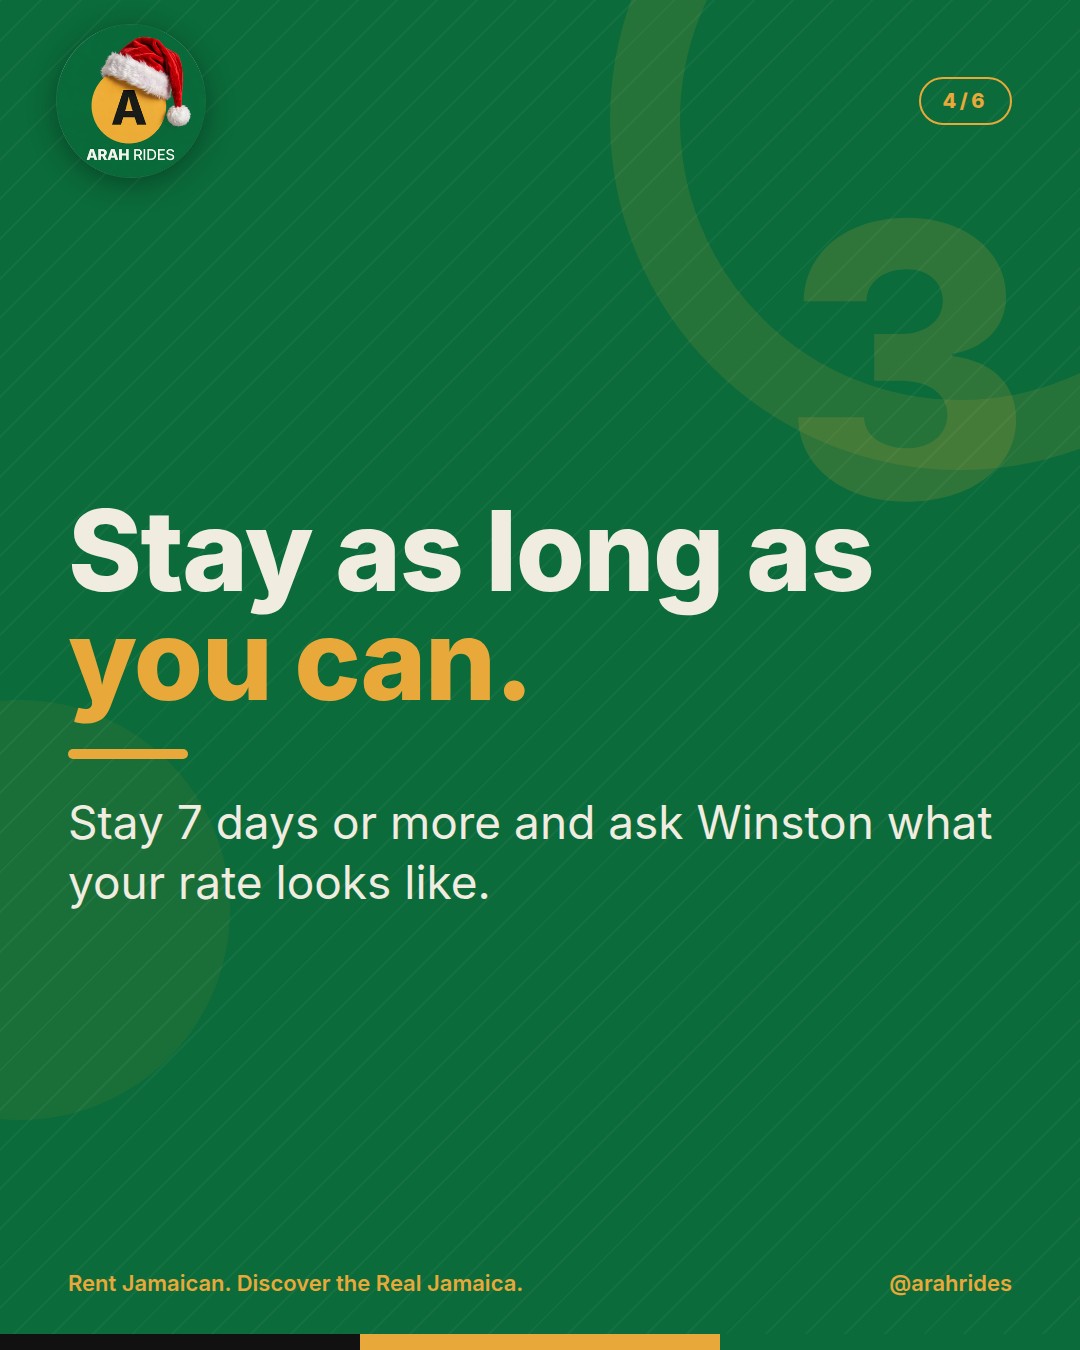 A
ARAH RIDES
4/6
3
Stay as long as
you can.
Stay 7 days or more and ask Winston what
your rate looks like.
Rent Jamaican. Discover the Real Jamaica.
@arahrides